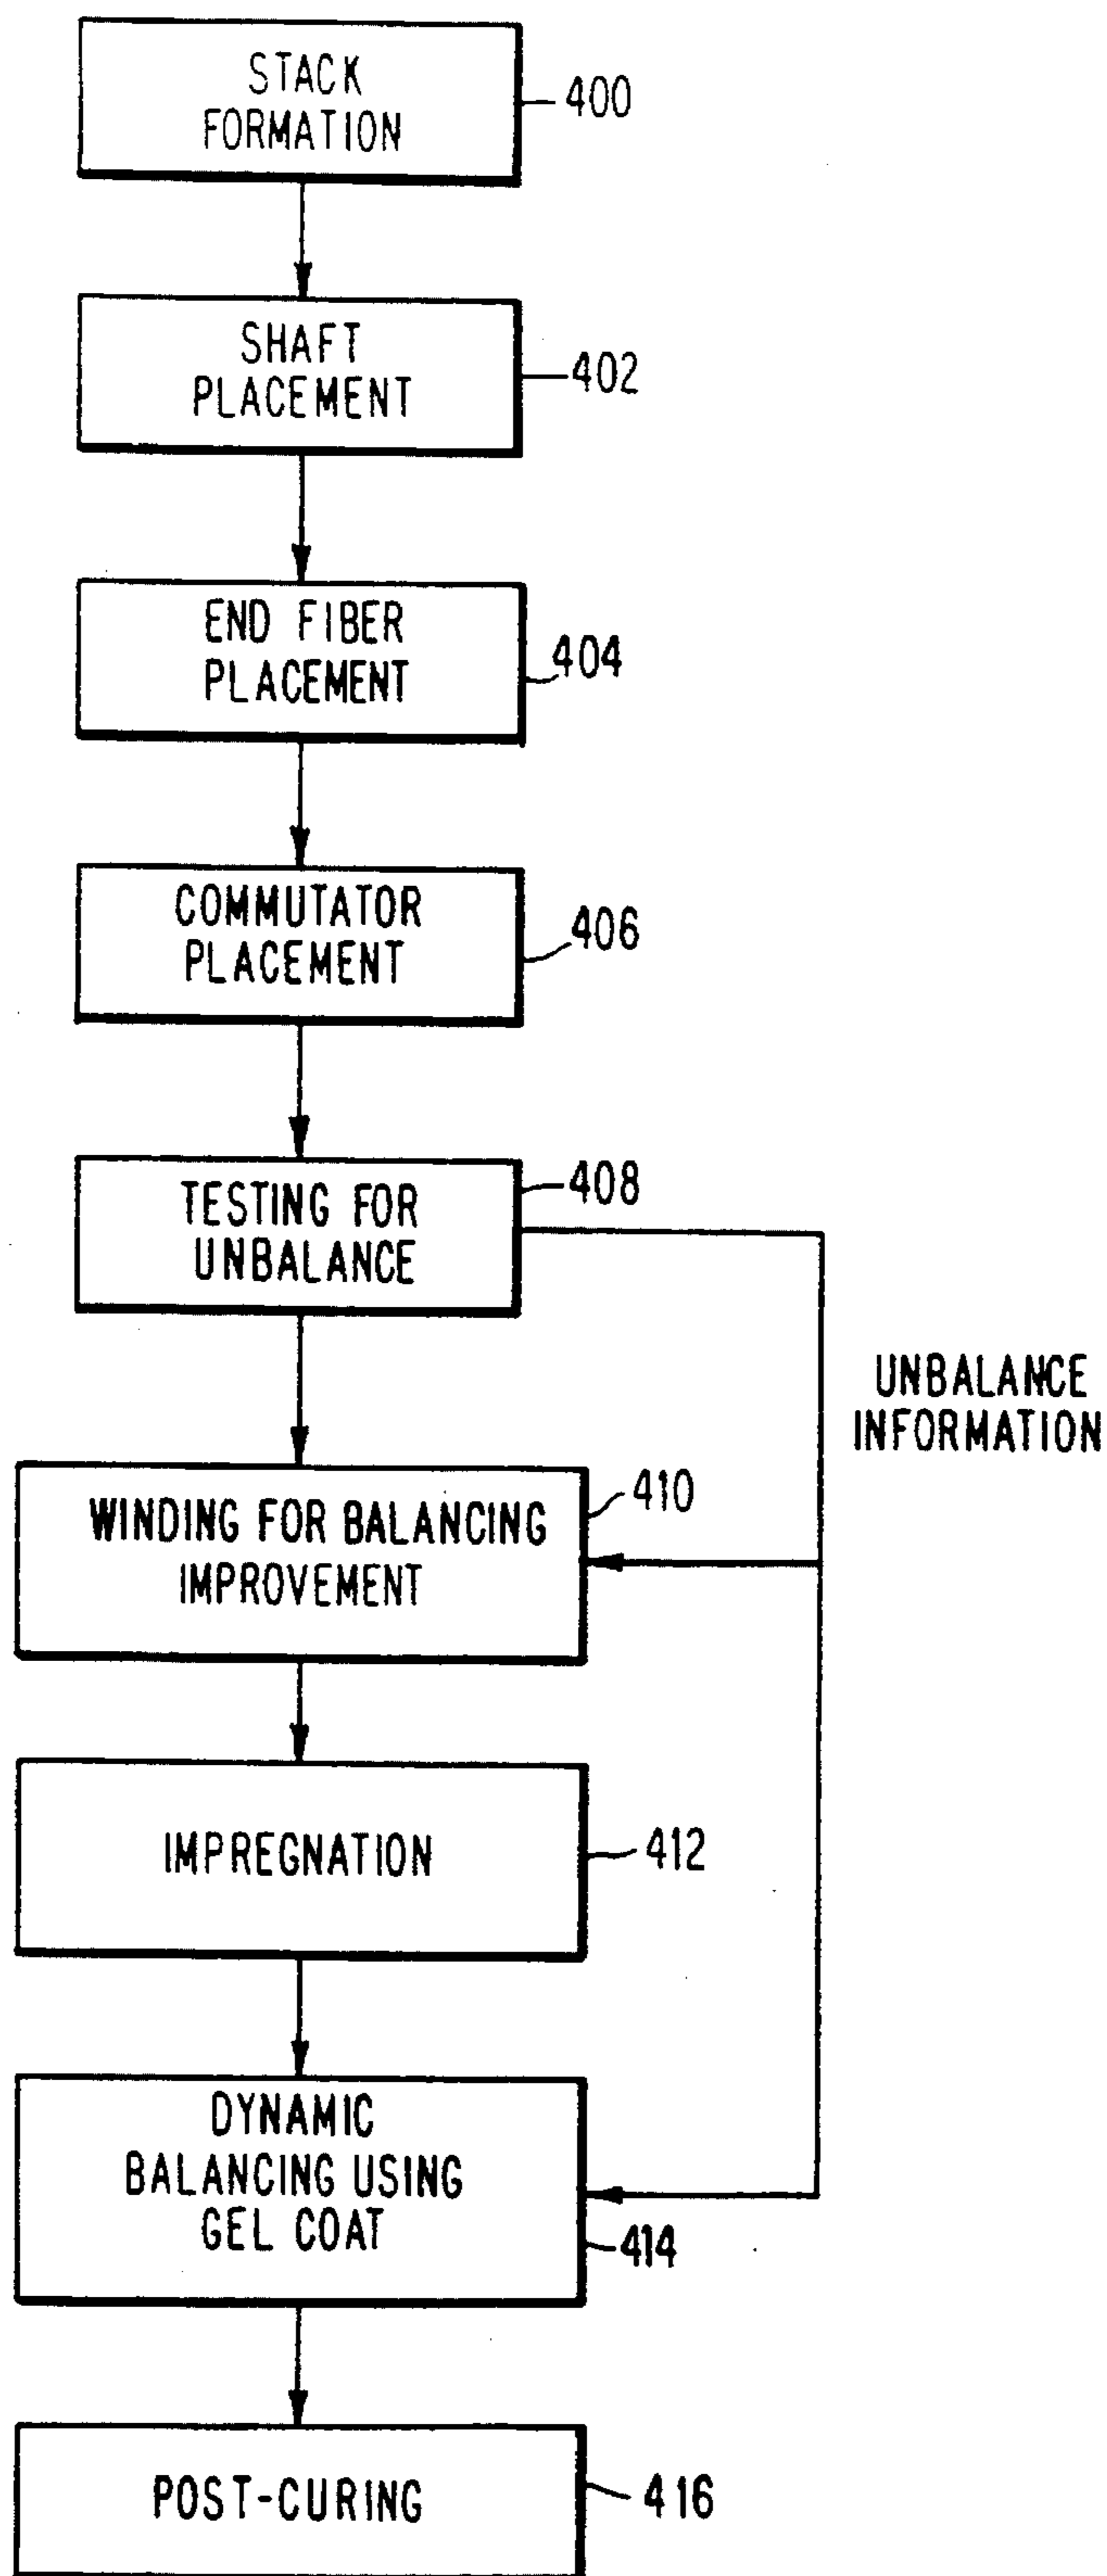 STACK
FORMATION
400
SHAFT
PLACEMENT
402
END FIBER
PLACEMENT
404
COMMUTATOR
PLACEMENT
406
TESTING FOR
UNBALANCE
408
UNBALANCE
INFORMATION
WINDING FOR BALANCING
IMPROVEMENT
410
IMPREGNATION
412
DYNAMIC
BALANCING USING
GEL COAT
414
POST-CURING
416